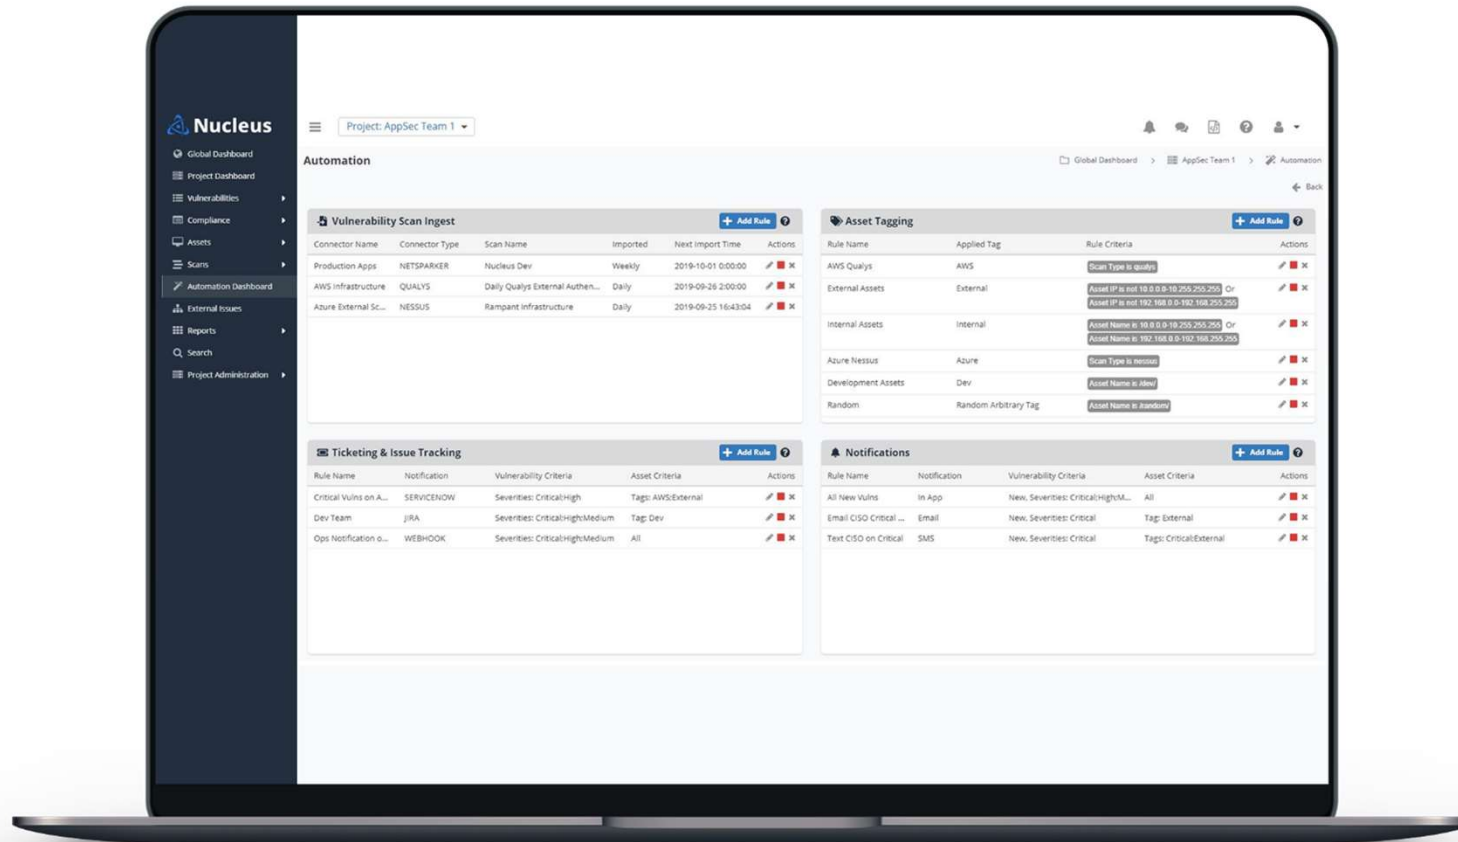 Nucleus
Project: AppSec Team 1
Global Dashboard
Project Dashboard
Vulnerabilities
Compliance
Assets
Scans
Automation Dashboard
External Issues
Reports
Search
Project Administration
Automation
Global Dashboard > AppSec Team 1 > Automation
Back
Vulnerability Scan Ingest + Add Rule
Connector Name Connector Type Scan Name Imported Next Import Time Actions
Production Apps NETSPARKER Nucleus Dev Weekly 2019-10-01 0:00:00
AWS Infrastructure QUALYS Daily Qualys External Authen... Daily 2019-09-26 2:00:00
Azure External Sc... NESSUS Rampant Infrastructure Daily 2019-09-25 16:43:04
Asset Tagging + Add Rule
Rule Name Applied Tag Rule Criteria Actions
AWS Qualys AWS Scan Type is qualys
External Assets External Asset IP is not 10.0.0.0-10.255.255.255 Or
Asset IP is not 192.168.0.0-192.168.255.255
Internal Assets Internal Asset Name is 10.0.0.0-10.255.255.255 Or
Asset Name is 192.168.0.0-192.168.255.255
Azure Nessus Azure Scan Type is nessus
Development Assets Dev Asset Name is /dev/
Random Random Arbitrary Tag Asset Name is /random/
Ticketing & Issue Tracking + Add Rule
Rule Name Notification Vulnerability Criteria Asset Criteria Actions
Critical Vulns on A... SERVICENOW Severities: Critical;High Tags: AWS;External
Dev Team JIRA Severities: Critical;High;Medium Tag: Dev
Ops Notification o... WEBHOOK Severities: Critical;High;Medium All
Notifications + Add Rule
Rule Name Notification Vulnerability Criteria Asset Criteria Actions
All New Vulns In App New, Severities: Critical;High;M... All
Email CISO Critical ... Email New, Severities: Critical Tag: External
Text CISO on Critical SMS New, Severities: Critical Tags: Critical;External